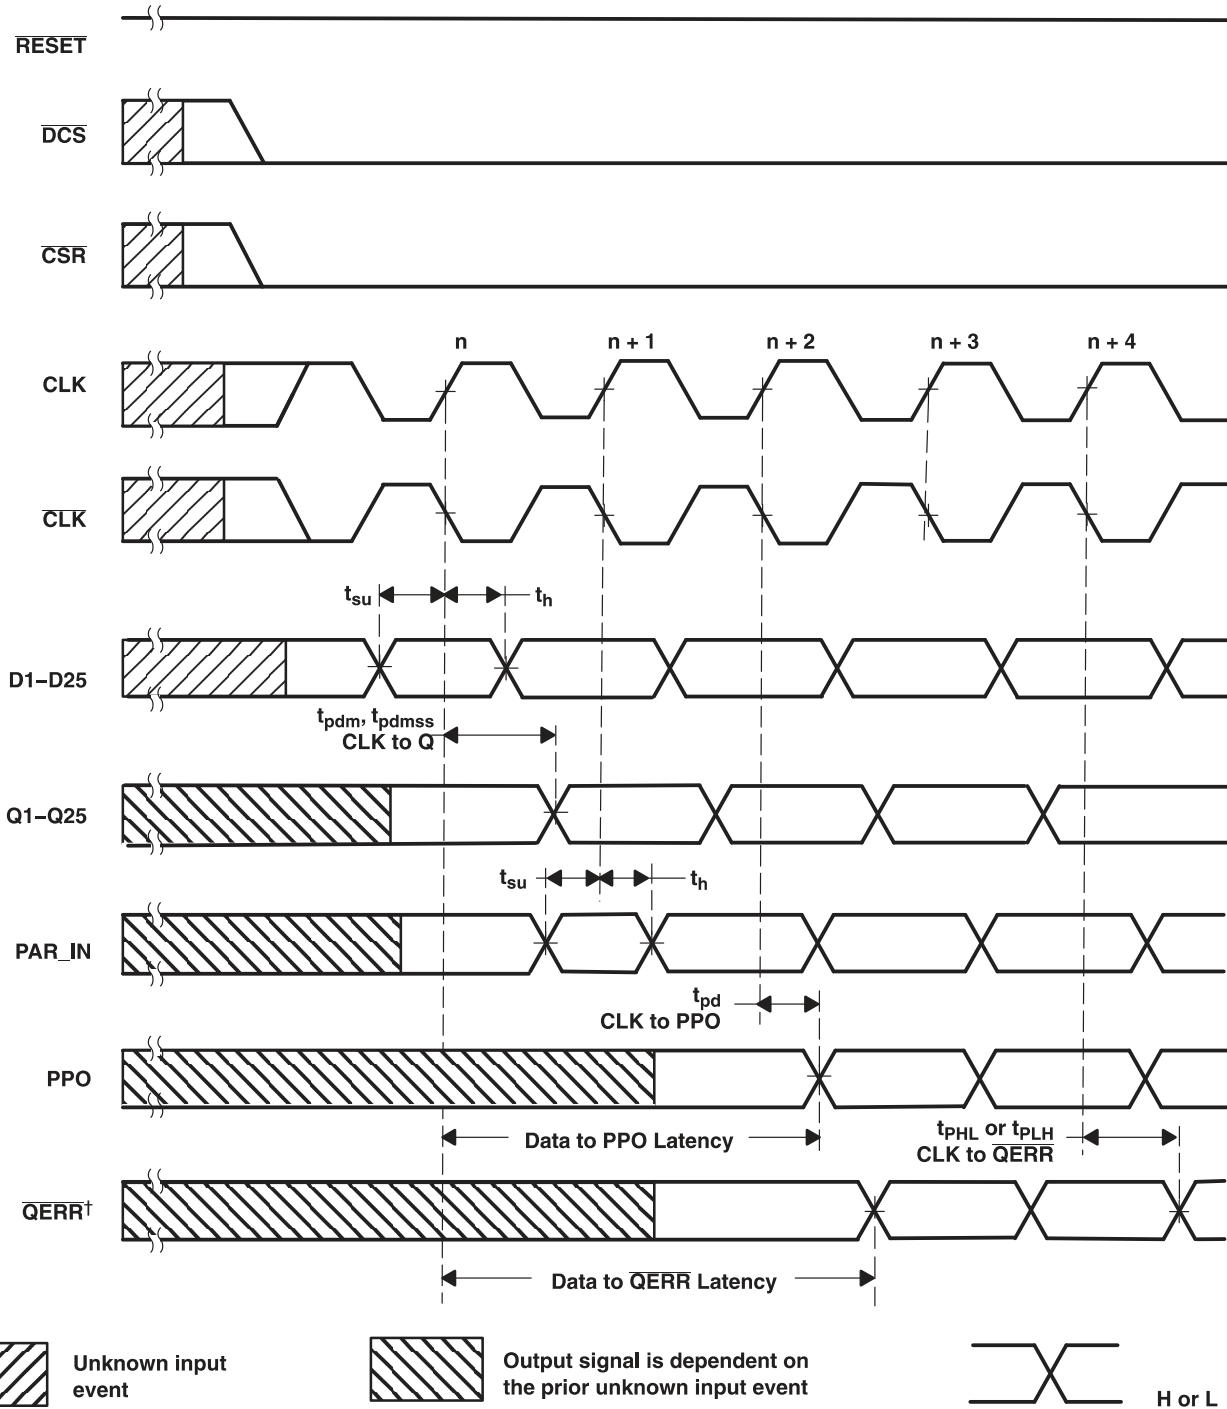 RESET
DCS
CSR
n n + 1 n + 2 n + 3 n + 4
CLK
CLK
tsu th
D1–D25
tpdm, tpdmss
CLK to Q
Q1–Q25
tsu th
PAR_IN
tpd
CLK to PPO
PPO
Data to PPO Latency
tPHL or tPLH
CLK to QERR
QERR†
Data to QERR Latency
Unknown input
event
Output signal is dependent on
the prior unknown input event
H or L